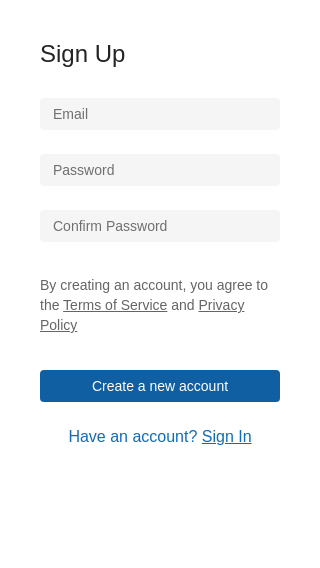 Sign Up
Email
Password
Confirm Password
By creating an account, you agree to
the Terms of Service and Privacy
Policy
Create a new account
Have an account? Sign In